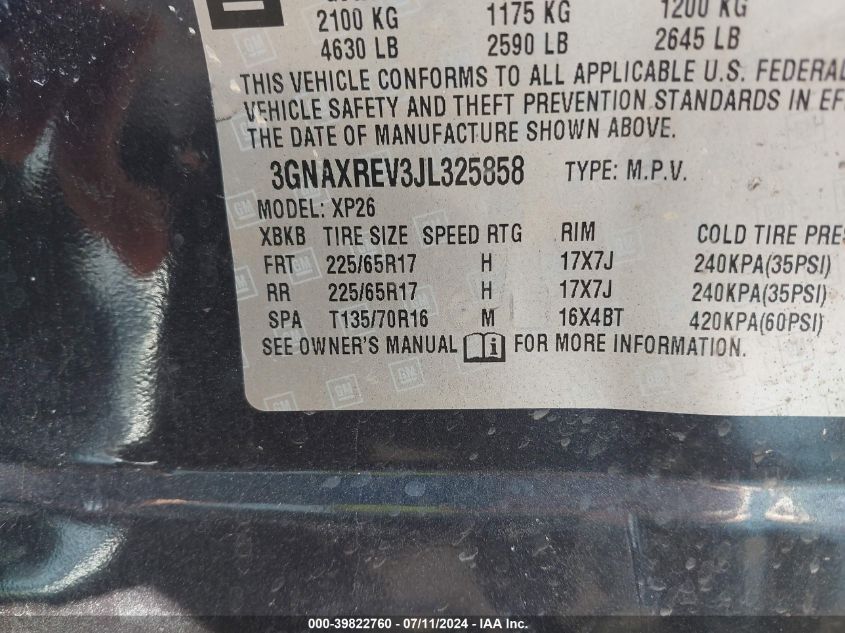 2100 KG 1175 KG 1200 KG
4630 LB 2590 LB 2645 LB
THIS VEHICLE CONFORMS TO ALL APPLICABLE U.S. FEDERAL
VEHICLE SAFETY AND THEFT PREVENTION STANDARDS IN EF
THE DATE OF MANUFACTURE SHOWN ABOVE.
3GNAXREV3JL325858 TYPE: M.P.V.
MODEL: XP26
XBKB TIRE SIZE SPEED RTG RIM COLD TIRE PRES
FRT 225/65R17 H 17X7J 240KPA(35PSI)
RR 225/65R17 H 17X7J 240KPA(35PSI)
SPA T135/70R16 M 16X4BT 420KPA(60PSI)
SEE OWNER'S MANUAL FOR MORE INFORMATION.
000-39822760 - 07/11/2024 - IAA Inc.